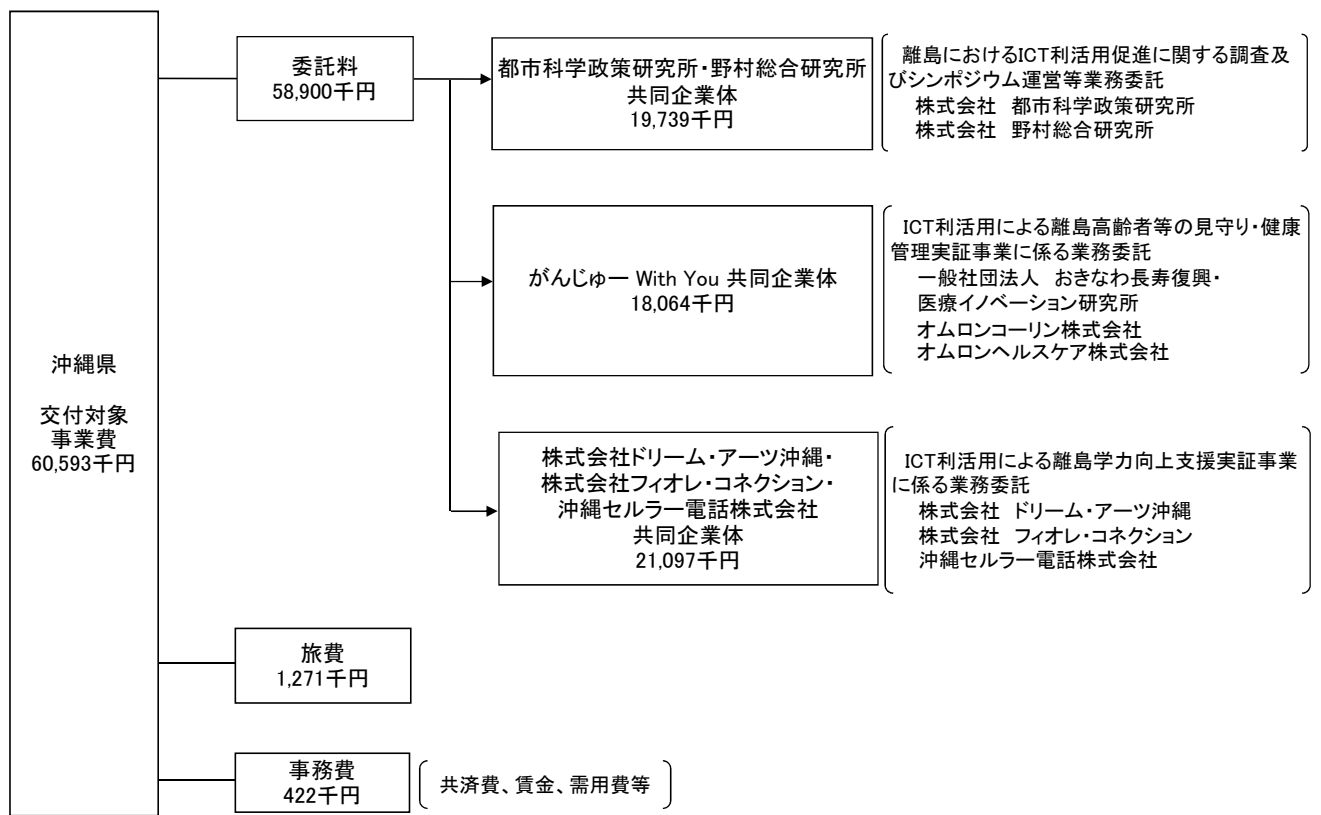 沖縄県
交付対象
事業費
60,593千円
委託料
58,900千円
都市科学政策研究所・野村総合研究所
共同企業体
19,739千円
離島におけるICT利活用促進に関する調査及
びシンポジウム運営等業務委託
株式会社 都市科学政策研究所
株式会社 野村総合研究所
がんじゅー With You 共同企業体
18,064千円
ICT利活用による離島高齢者等の見守り・健康
管理実証事業に係る業務委託
一般社団法人 おきなわ長寿復興・
医療イノベーション研究所
オムロンコーリン株式会社
オムロンヘルスケア株式会社
株式会社ドリーム・アーツ沖縄・
株式会社フィオレ・コネクション・
沖縄セルラー電話株式会社
共同企業体
21,097千円
ICT利活用による離島学力向上支援実証事業
に係る業務委託
株式会社 ドリーム・アーツ沖縄
株式会社 フィオレ・コネクション
沖縄セルラー電話株式会社
旅費
1,271千円
事務費
422千円
共済費、賃金、需用費等